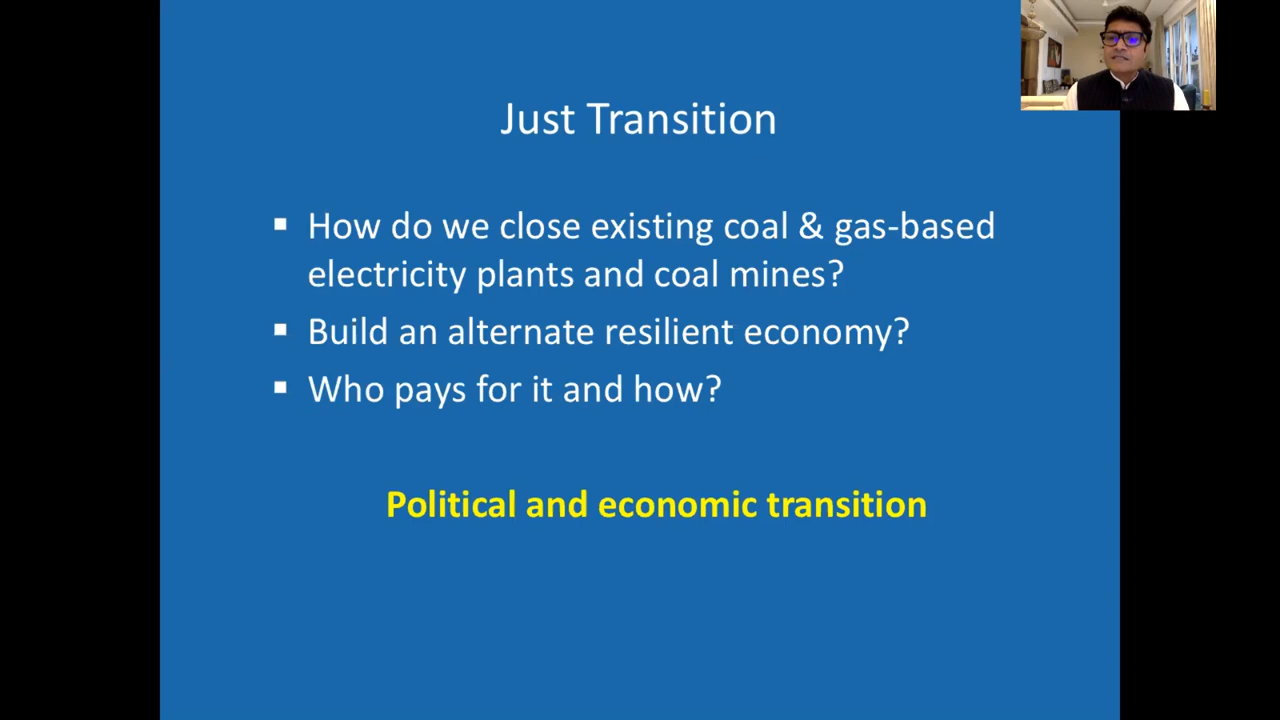 Just Transition
▪ How do we close existing coal & gas-based
electricity plants and coal mines?
▪ Build an alternate resilient economy?
▪ Who pays for it and how?
Political and economic transition